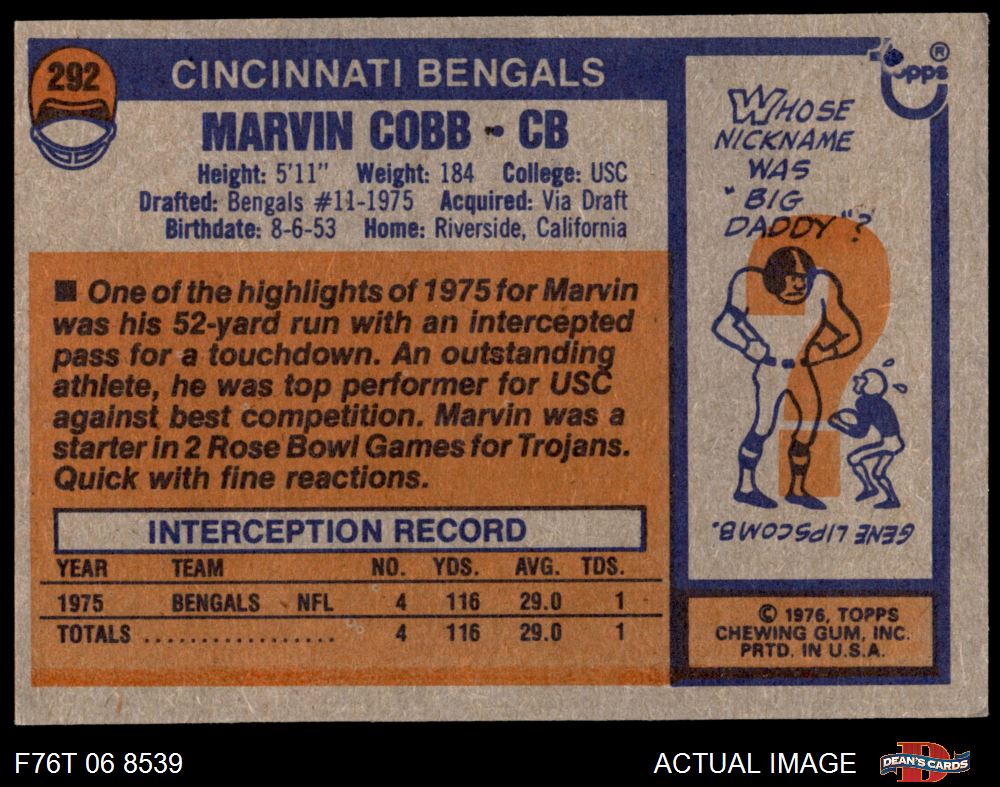 292
CINCINNATI BENGALS
MARVIN COBB - CB
Height: 5'11" Weight: 184 College: USC
Drafted: Bengals #11-1975 Acquired: Via Draft
Birthdate: 8-6-53 Home: Riverside, California
■ One of the highlights of 1975 for Marvin
was his 52-yard run with an intercepted
pass for a touchdown. An outstanding
athlete, he was top performer for USC
against best competition. Marvin was a
starter in 2 Rose Bowl Games for Trojans.
Quick with fine reactions.
INTERCEPTION RECORD
YEAR TEAM NO. YDS. AVG. TDS.
1975 BENGALS NFL 4 116 29.0 1
TOTALS ................. 4 116 29.0 1
Topps ®
WHOSE
NICKNAME
WAS
"BIG
DADDY"?
GENE LIPSCOMB.
© 1976, TOPPS
CHEWING GUM, INC.
PRTD. IN U.S.A.
F76T 06 8539
ACTUAL IMAGE
D
DEAN'S CARDS